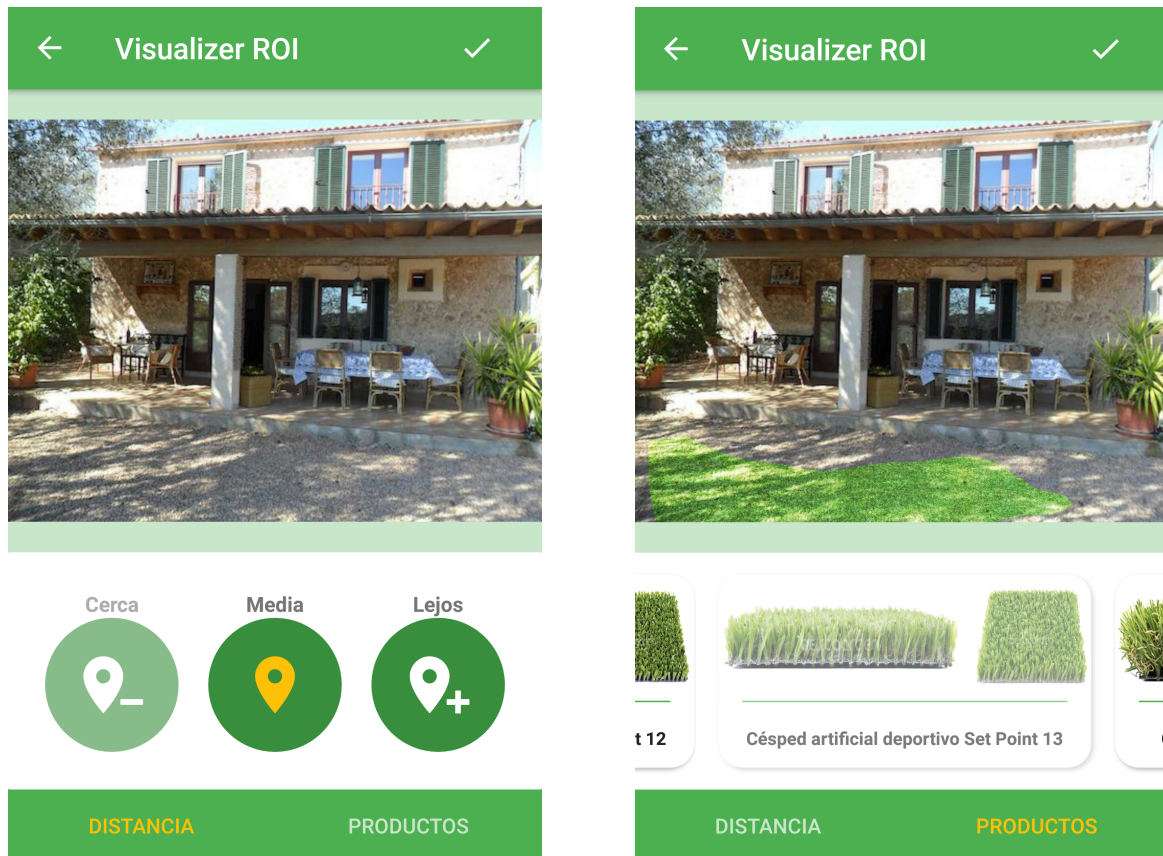 Visualizer ROI
Cerca
Media
Lejos
DISTANCIA
PRODUCTOS
Visualizer ROI
t 12
Césped artificial deportivo Set Point 13
DISTANCIA
PRODUCTOS